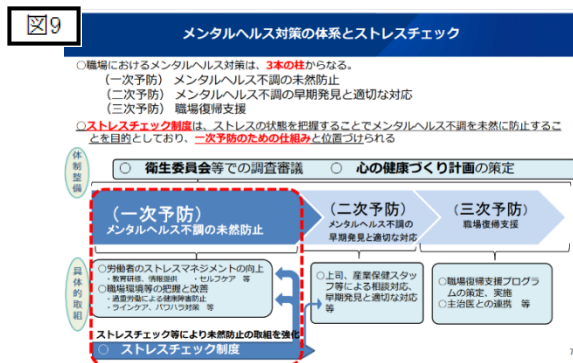 図9
メンタルヘルス対策の体系とストレスチェック
○職場におけるメンタルヘルス対策は、3本の柱からなる。
(一次予防) メンタルヘルス不調の未然防止
(二次予防) メンタルヘルス不調の早期発見と適切な対応
(三次予防) 職場復帰支援
○ストレスチェック制度は、ストレスの状態を把握することでメンタルヘルス不調を未然に防止するこ
とを目的としており、一次予防のための仕組みと位置づけられる
体制整備
○ 衛生委員会等での調査審議 ○ 心の健康づくり計画の策定
(一次予防)
メンタルヘルス不調の未然防止
(二次予防)
メンタルヘルス不調の
早期発見と適切な対応
(三次予防)
職場復帰支援
具体的取組
○労働者のストレスマネジメントの向上
・教育研修、情報提供 ・セルフケア 等
○職場環境等の把握と改善
・過重労働による健康障害防止
・ラインケア、パワハラ対策 等
○上司、産業保健スタッ
フ等による相談対応、
早期発見と適切な対応
等
○職場復帰支援プログラ
ムの策定、実施
○主治医との連携 等
ストレスチェック等により未然防止の取組を強化
○ ストレスチェック制度
7